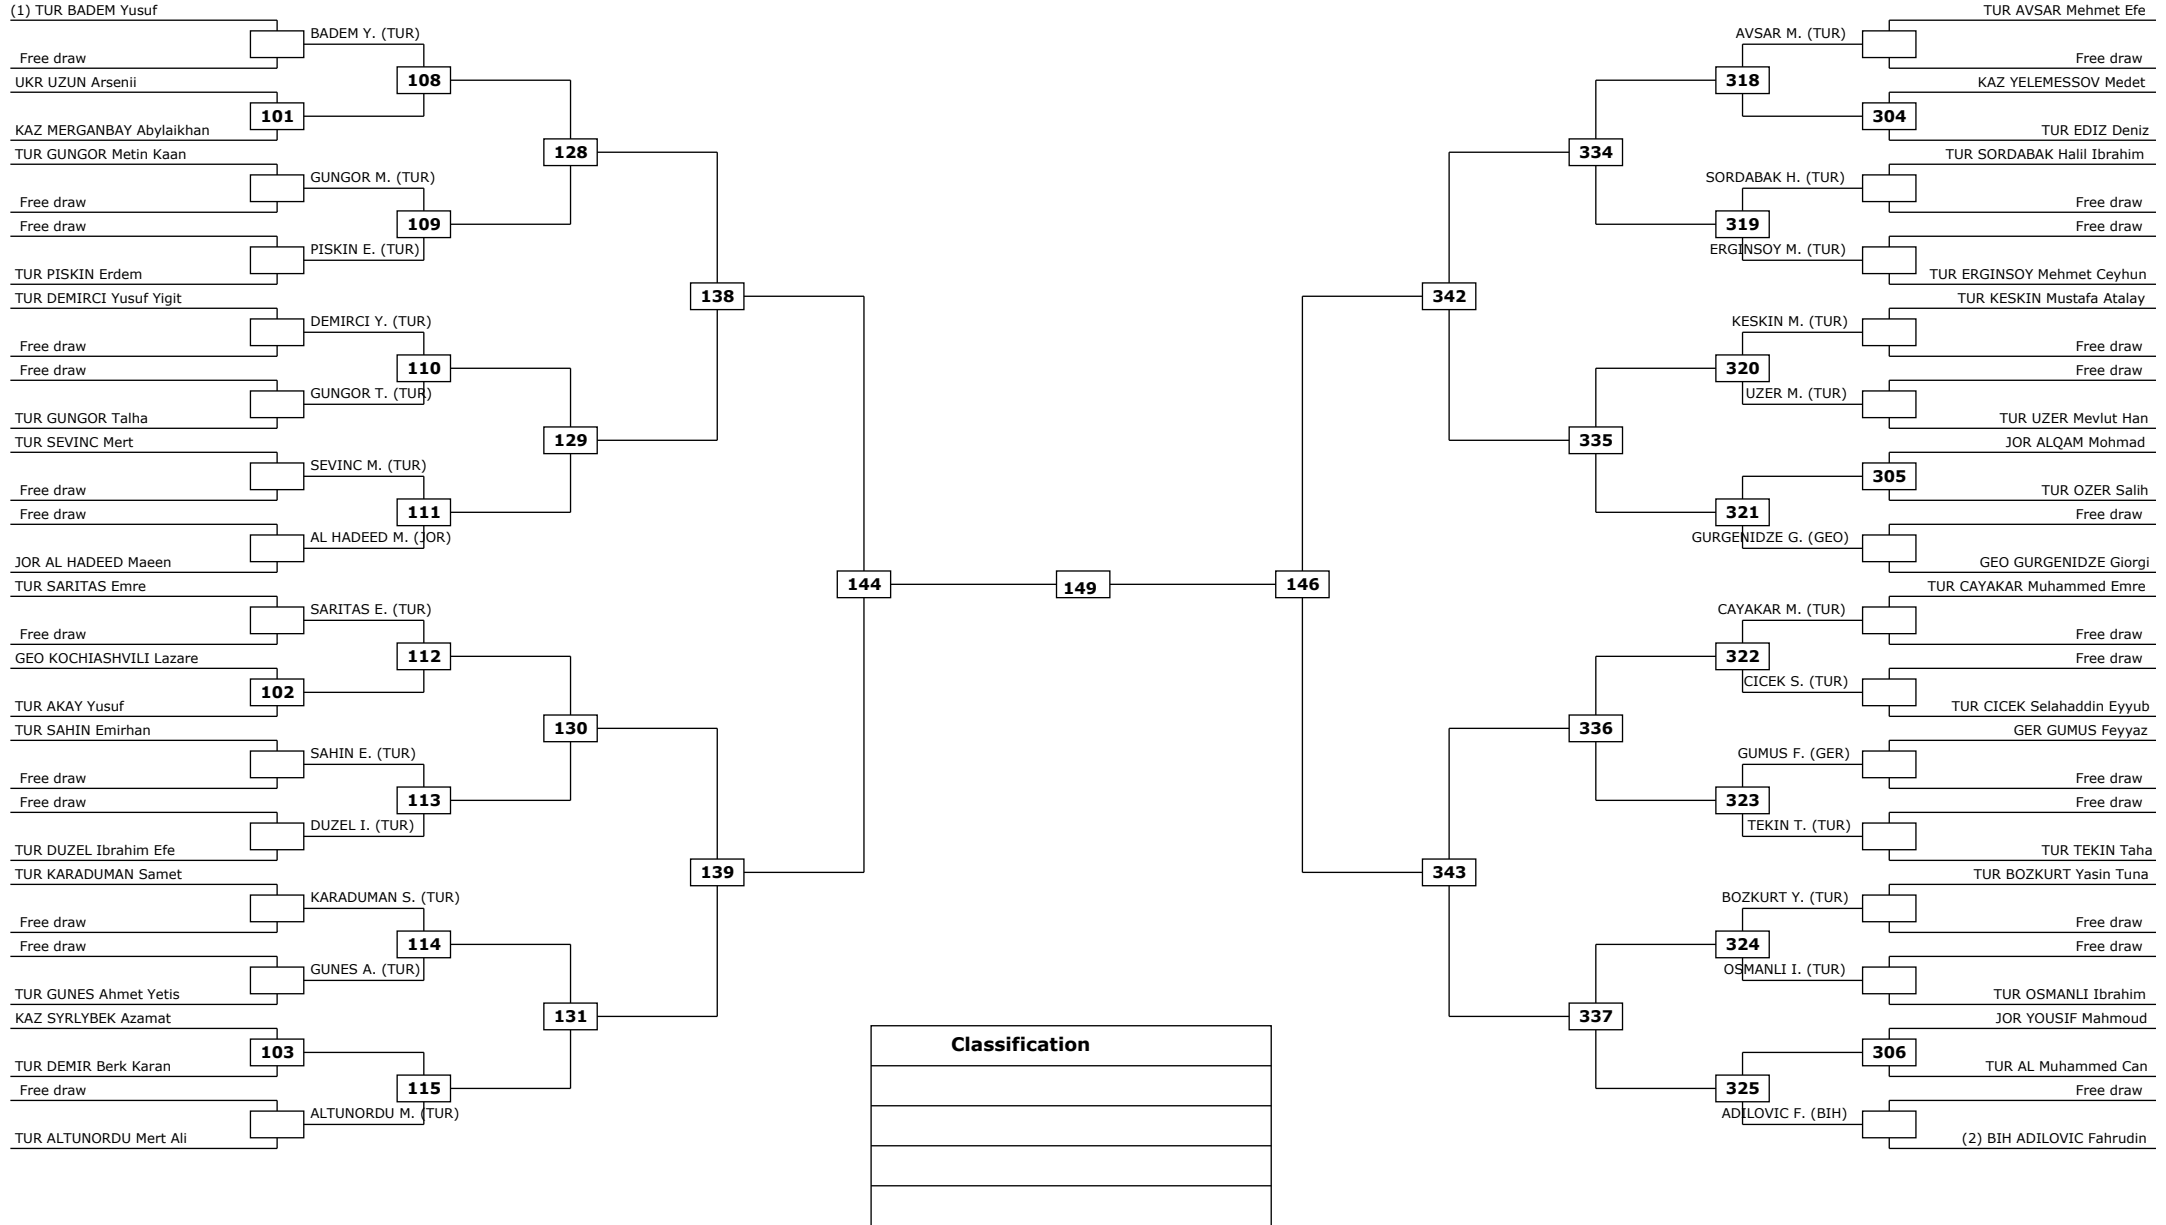 (1) TUR BADEM Yusuf
BADEM Y. (TUR)
Free draw
108
UKR UZUN Arsenii
101
KAZ MERGANBAY Abylaikhan
128
TUR GUNGOR Metin Kaan
GUNGOR M. (TUR)
Free draw
109
Free draw
PISKIN E. (TUR)
TUR PISKIN Erdem
138
TUR DEMIRCI Yusuf Yigit
DEMIRCI Y. (TUR)
Free draw
110
Free draw
GUNGOR T. (TUR)
TUR GUNGOR Talha
129
TUR SEVINC Mert
SEVINC M. (TUR)
Free draw
111
Free draw
AL HADEED M. (JOR)
JOR AL HADEED Maeen
144
TUR SARITAS Emre
SARITAS E. (TUR)
Free draw
112
GEO KOCHIASHVILI Lazare
102
TUR AKAY Yusuf
130
TUR SAHIN Emirhan
SAHIN E. (TUR)
Free draw
113
Free draw
DUZEL I. (TUR)
TUR DUZEL Ibrahim Efe
139
TUR KARADUMAN Samet
KARADUMAN S. (TUR)
Free draw
114
Free draw
GUNES A. (TUR)
TUR GUNES Ahmet Yetis
131
KAZ SYRLYBEK Azamat
103
TUR DEMIR Berk Karan
115
Free draw
ALTUNORDU M. (TUR)
TUR ALTUNORDU Mert Ali
149
TUR AVSAR Mehmet Efe
AVSAR M. (TUR)
Free draw
318
KAZ YELEMESSOV Medet
304
TUR EDIZ Deniz
334
TUR SORDABAK Halil Ibrahim
SORDABAK H. (TUR)
Free draw
319
Free draw
ERGINSOY M. (TUR)
TUR ERGINSOY Mehmet Ceyhun
342
TUR KESKIN Mustafa Atalay
KESKIN M. (TUR)
Free draw
320
Free draw
UZER M. (TUR)
TUR UZER Mevlut Han
335
JOR ALQAM Mohmad
305
TUR OZER Salih
321
Free draw
GURGENIDZE G. (GEO)
GEO GURGENIDZE Giorgi
146
TUR CAYAKAR Muhammed Emre
CAYAKAR M. (TUR)
Free draw
322
Free draw
CICEK S. (TUR)
TUR CICEK Selahaddin Eyyub
336
GER GUMUS Feyyaz
GUMUS F. (GER)
Free draw
323
Free draw
TEKIN T. (TUR)
TUR TEKIN Taha
343
TUR BOZKURT Yasin Tuna
BOZKURT Y. (TUR)
Free draw
324
Free draw
OSMANLI I. (TUR)
TUR OSMANLI Ibrahim
337
JOR YOUSIF Mahmoud
306
TUR AL Muhammed Can
325
Free draw
ADILOVIC F. (BIH)
(2) BIH ADILOVIC Fahrudin
Classification